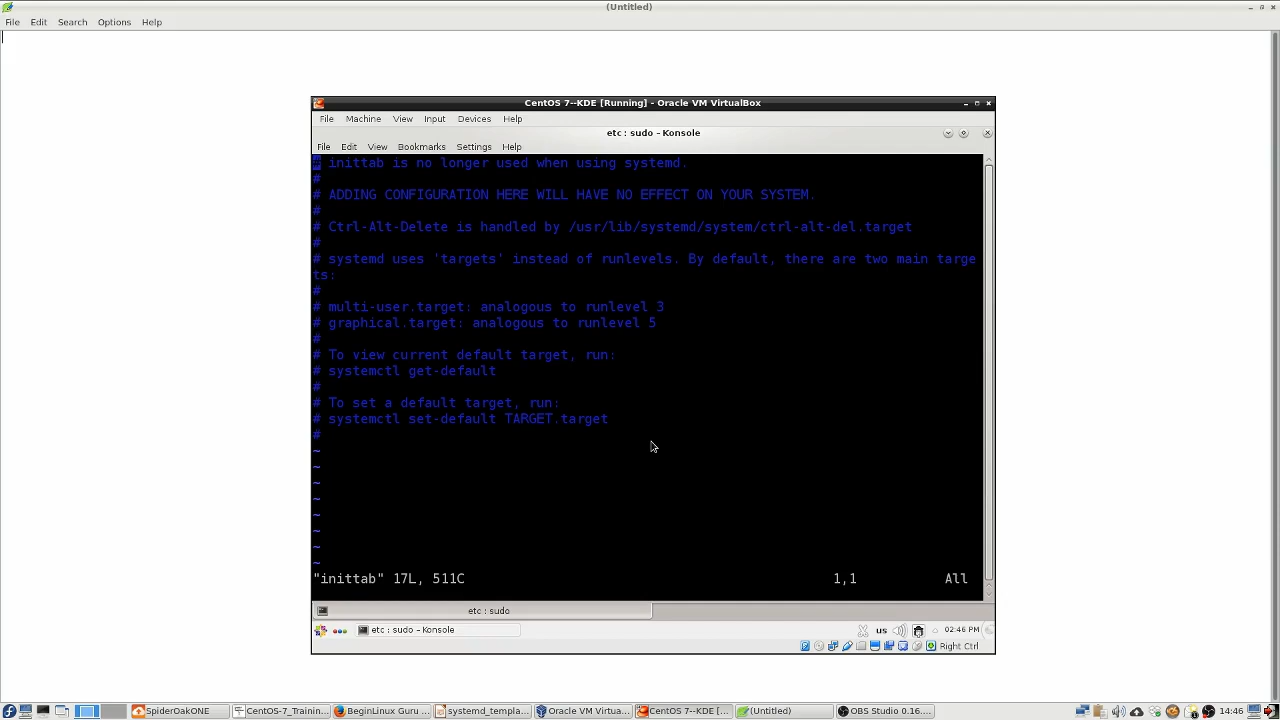 (Untitled)
File Edit Search Options Help
CentOS 7--KDE [Running] - Oracle VM VirtualBox
File Machine View Input Devices Help
etc : sudo – Konsole
File Edit View Bookmarks Settings Help
# inittab is no longer used when using systemd.
#
# ADDING CONFIGURATION HERE WILL HAVE NO EFFECT ON YOUR SYSTEM.
#
# Ctrl-Alt-Delete is handled by /usr/lib/systemd/system/ctrl-alt-del.target
#
# systemd uses 'targets' instead of runlevels. By default, there are two main targe
ts:
#
# multi-user.target: analogous to runlevel 3
# graphical.target: analogous to runlevel 5
#
# To view current default target, run:
# systemctl get-default
#
# To set a default target, run:
# systemctl set-default TARGET.target
#
~
~
~
~
~
~
~
~
"inittab" 17L, 511C 1,1 All
etc : sudo
etc : sudo – Konsole us 02:46 PM
Right Ctrl
SpiderOakONE CentOS-7_Trainin... BeginLinux Guru ... systemd_templa... Oracle VM Virtua... CentOS 7--KDE [... (Untitled) OBS Studio 0.16.... 14:46